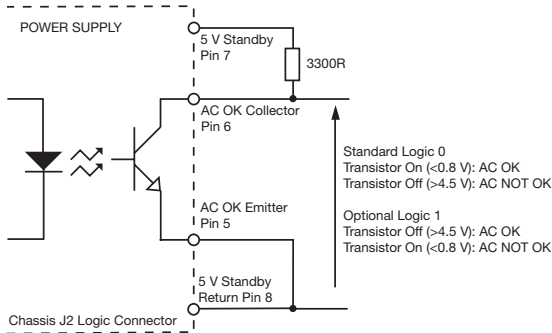 POWER SUPPLY
5 V Standby
Pin 7
3300R
AC OK Collector
Pin 6
Standard Logic 0
Transistor On (<0.8 V): AC OK
Transistor Off (>4.5 V): AC NOT OK
Optional Logic 1
Transistor Off (>4.5 V): AC OK
Transistor On (<0.8 V): AC NOT OK
AC OK Emitter
Pin 5
5 V Standby
Return Pin 8
Chassis J2 Logic Connector